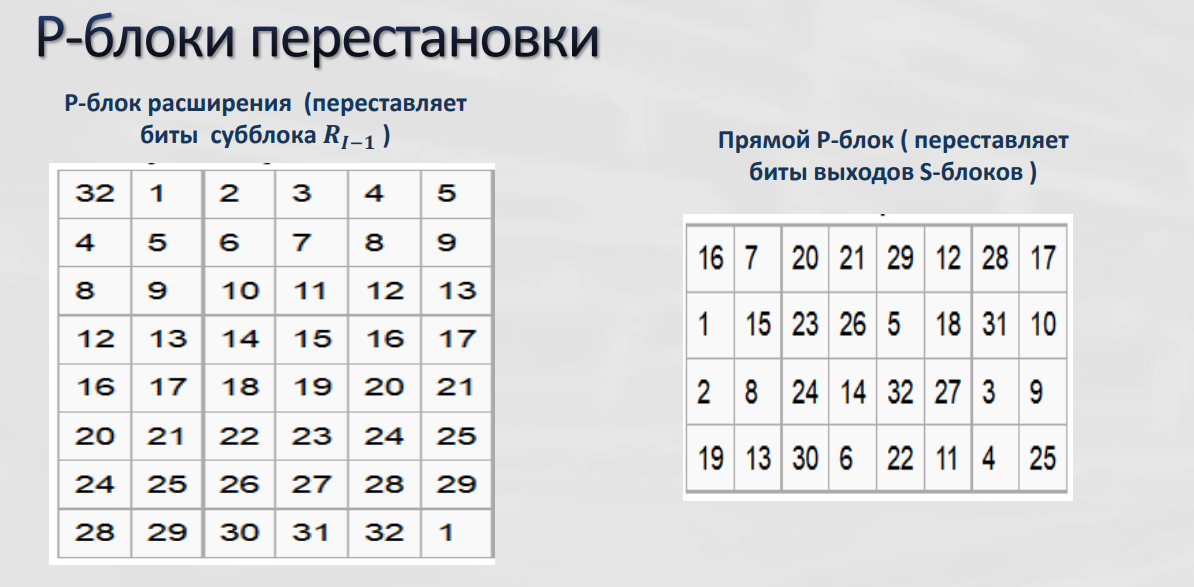 Р-блоки перестановки
Р-блок расширения (переставляет
биты субблока R_{I−1} )
32 1 2 3 4 5
4 5 6 7 8 9
8 9 10 11 12 13
12 13 14 15 16 17
16 17 18 19 20 21
20 21 22 23 24 25
24 25 26 27 28 29
28 29 30 31 32 1
Прямой Р-блок ( переставляет
биты выходов S-блоков )
16 7 20 21 29 12 28 17
1 15 23 26 5 18 31 10
2 8 24 14 32 27 3 9
19 13 30 6 22 11 4 25